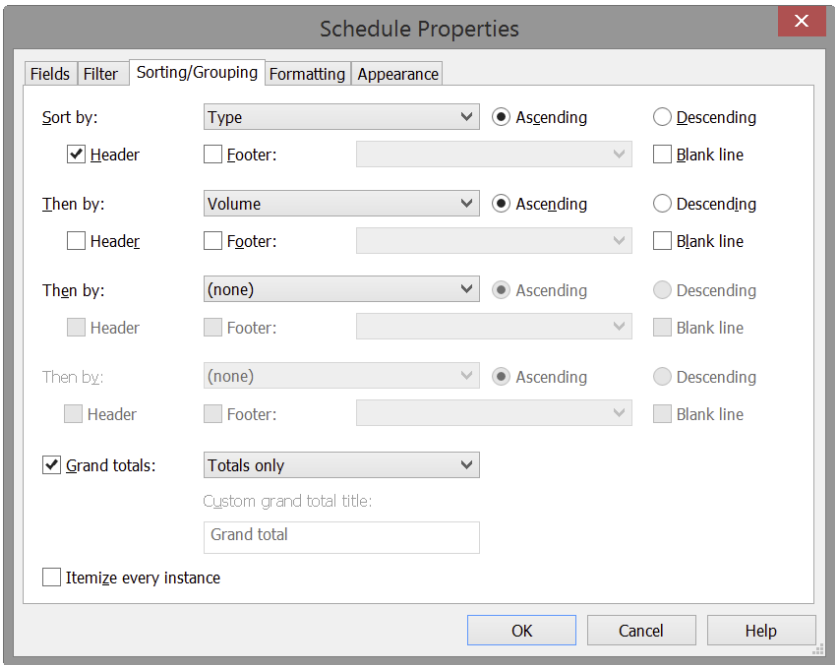 Schedule Properties
Fields Filter Sorting/Grouping Formatting Appearance
Sort by: Type Ascending Descending
Header Footer: Blank line
Then by: Volume Ascending Descending
Header Footer: Blank line
Then by: (none) Ascending Descending
Header Footer: Blank line
Then by: (none) Ascending Descending
Header Footer: Blank line
Grand totals: Totals only
Custom grand total title:
Grand total
Itemize every instance
OK Cancel Help